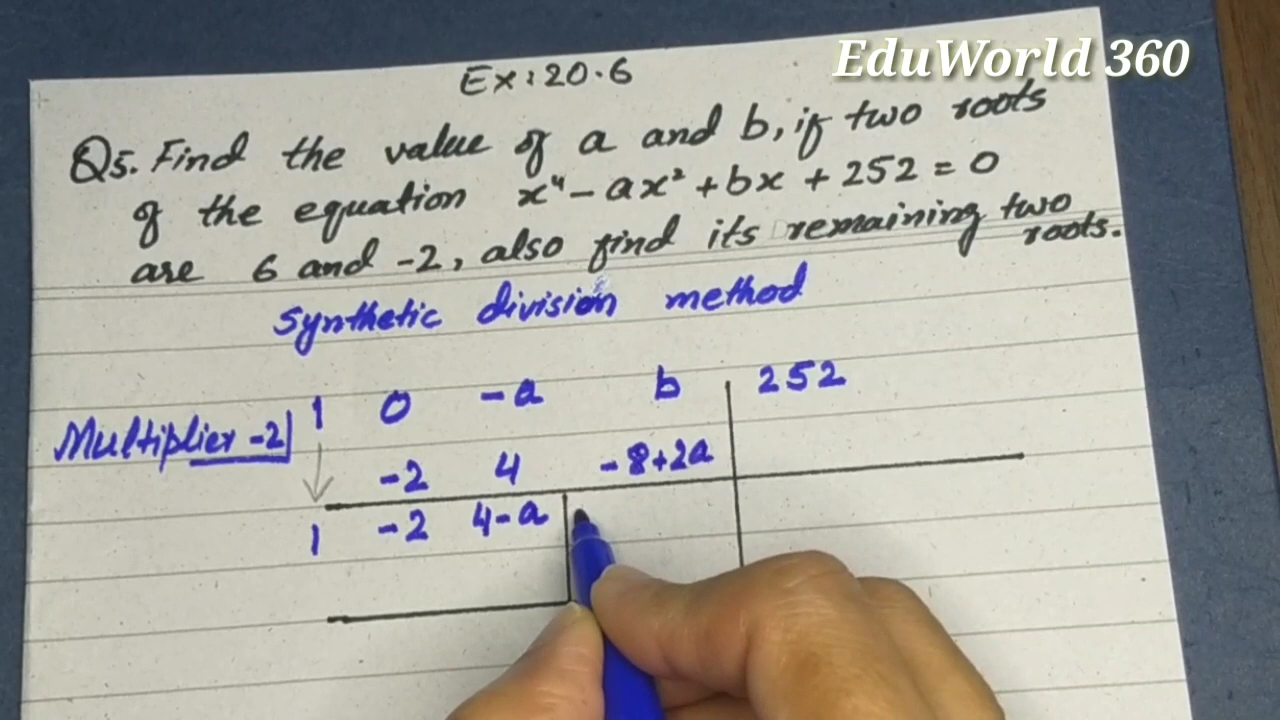 EduWorld 360
Ex: 20.6
Q5. Find the value of a and b, if two roots
of the equation x⁴ - ax² + bx + 252 = 0
are 6 and -2, also find its remaining two
roots.
Synthetic division method
Multiplier -2 | 1 0 -a b 252
-2 4 -8+2a
1 -2 4-a